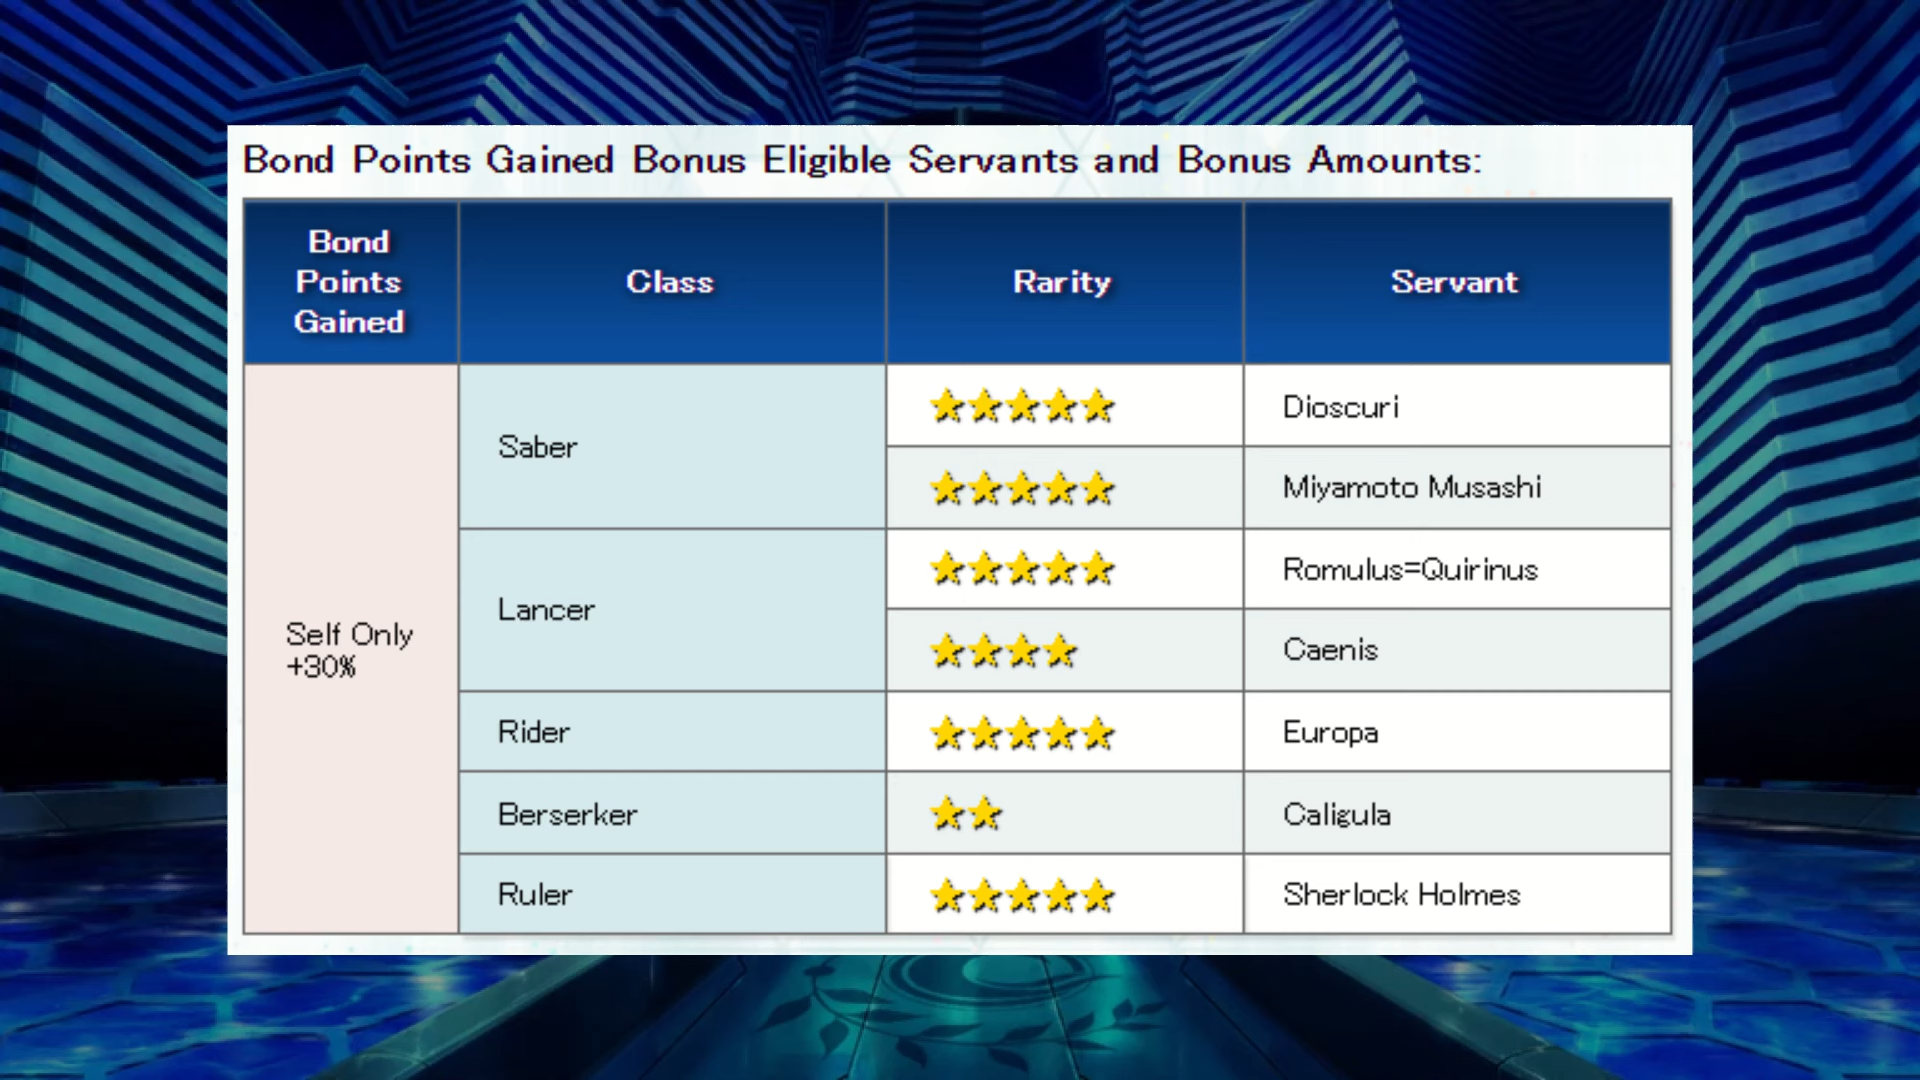 Bond Points Gained Bonus Eligible Servants and Bonus Amounts:
Bond
Points
Gained
Class
Rarity
Servant
Self Only
+30%
Saber
★★★★★
Dioscuri
★★★★★
Miyamoto Musashi
Lancer
★★★★★
Romulus=Quirinus
★★★★
Caenis
Rider
★★★★★
Europa
Berserker
★★
Caligula
Ruler
★★★★★
Sherlock Holmes